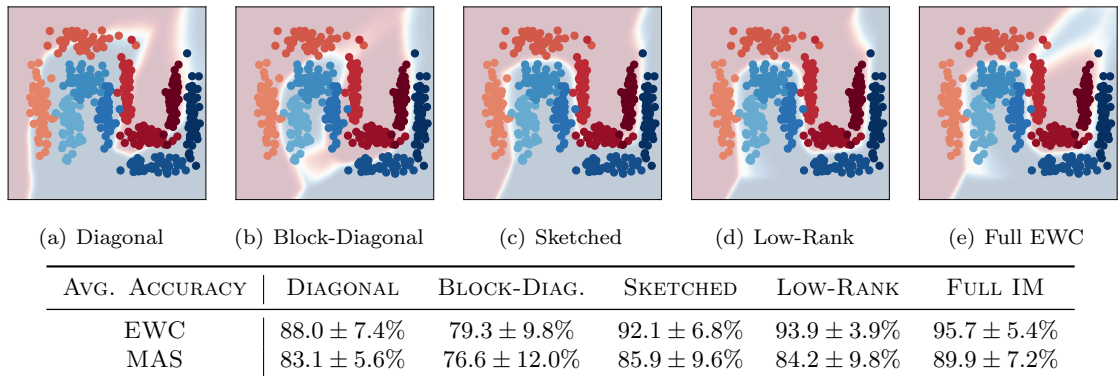 (a) Diagonal (b) Block-Diagonal (c) Sketched (d) Low-Rank (e) Full EWC
AVG. ACCURACY DIAGONAL BLOCK-DIAG. SKETCHED LOW-RANK FULL IM
EWC 88.0 ± 7.4% 79.3 ± 9.8% 92.1 ± 6.8% 93.9 ± 3.9% 95.7 ± 5.4%
MAS 83.1 ± 5.6% 76.6 ± 12.0% 85.9 ± 9.6% 84.2 ± 9.8% 89.9 ± 7.2%